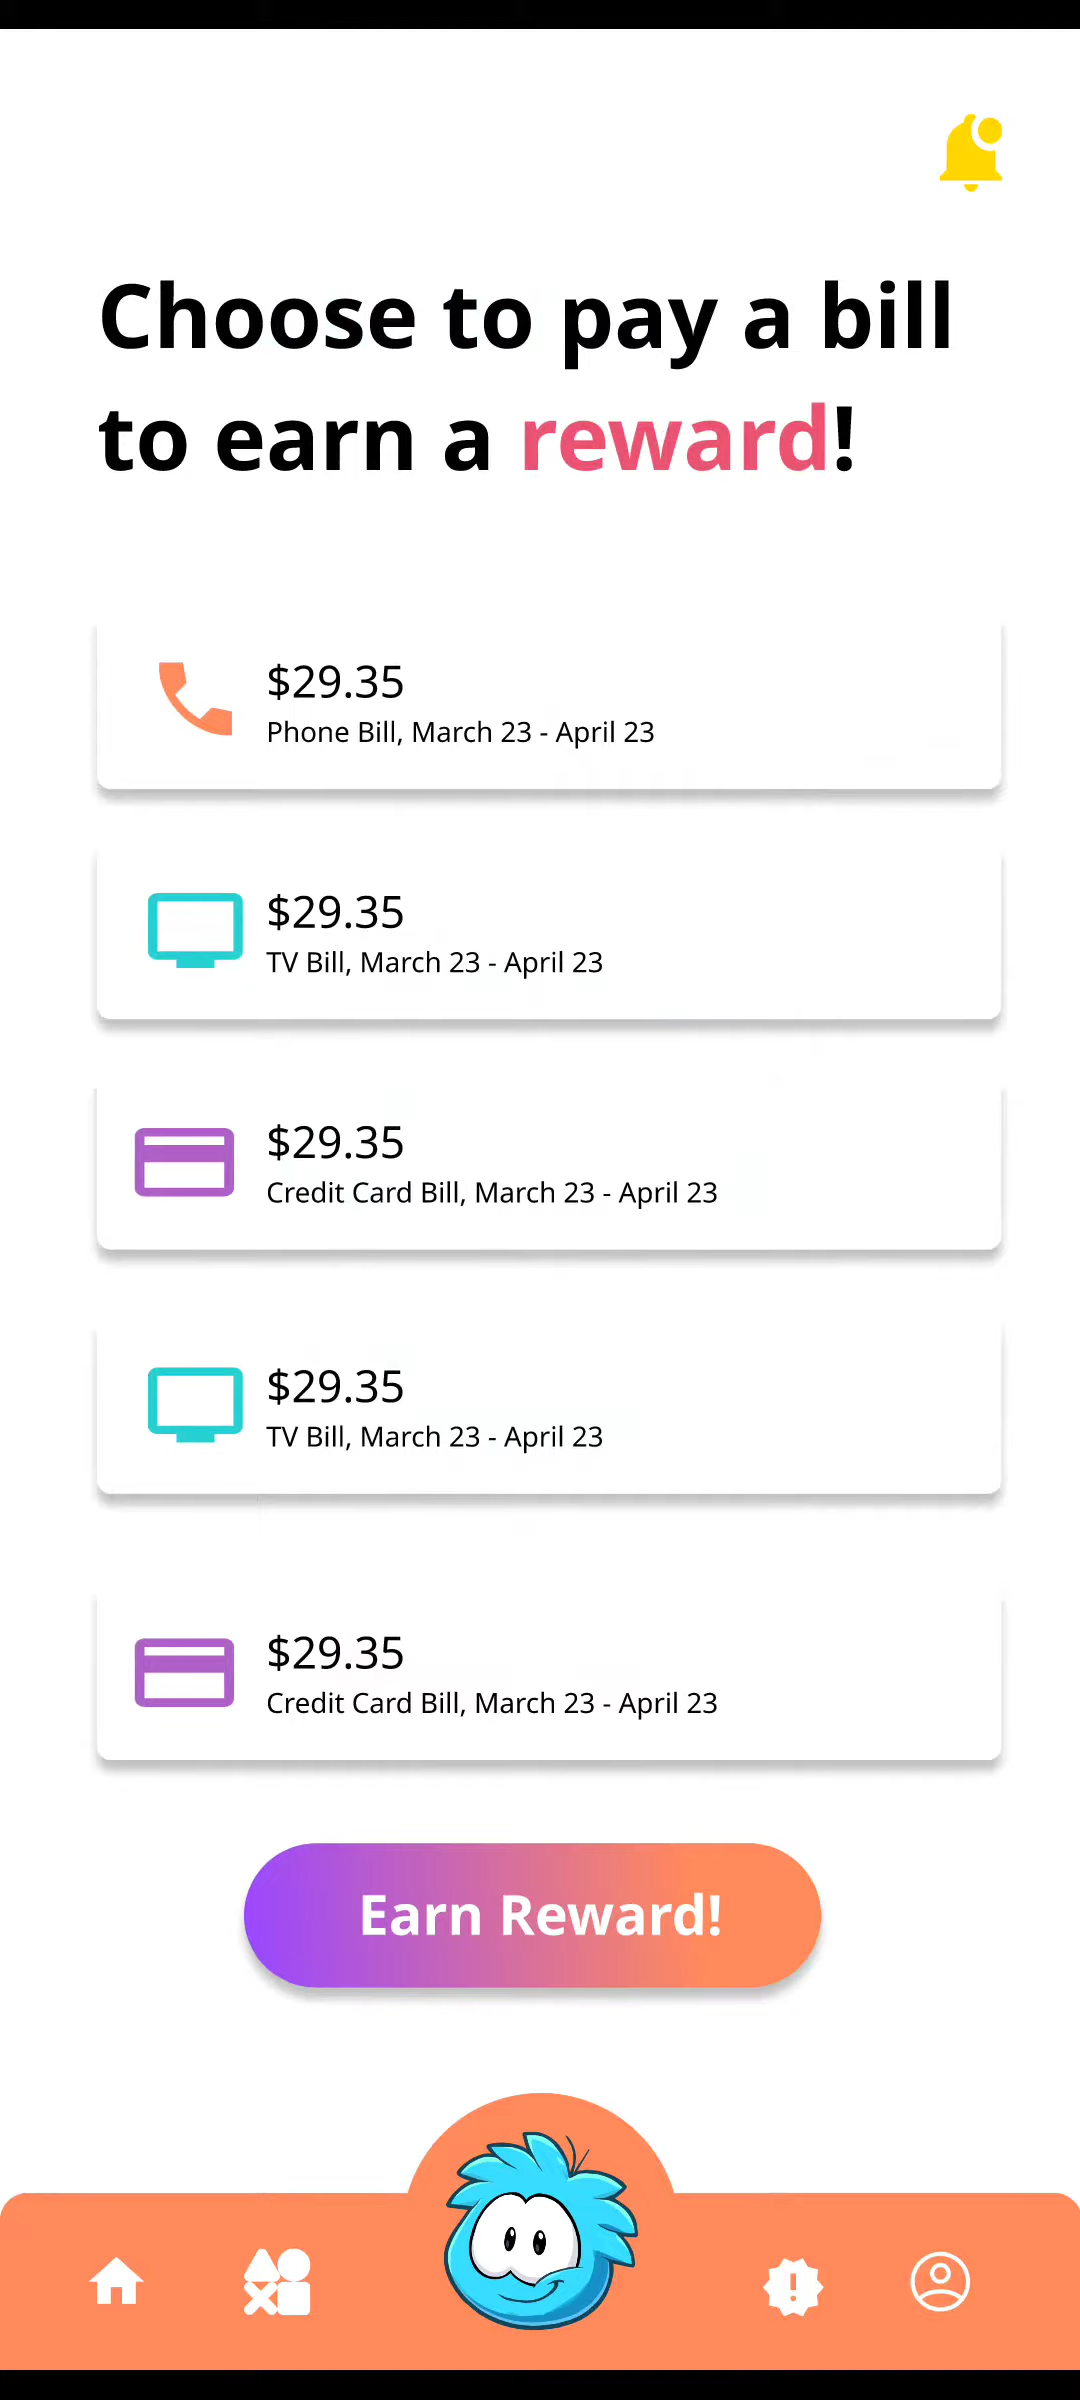 Choose to pay a bill
to earn a reward!
$29.35
Phone Bill, March 23 - April 23
$29.35
TV Bill, March 23 - April 23
$29.35
Credit Card Bill, March 23 - April 23
$29.35
TV Bill, March 23 - April 23
$29.35
Credit Card Bill, March 23 - April 23
Earn Reward!